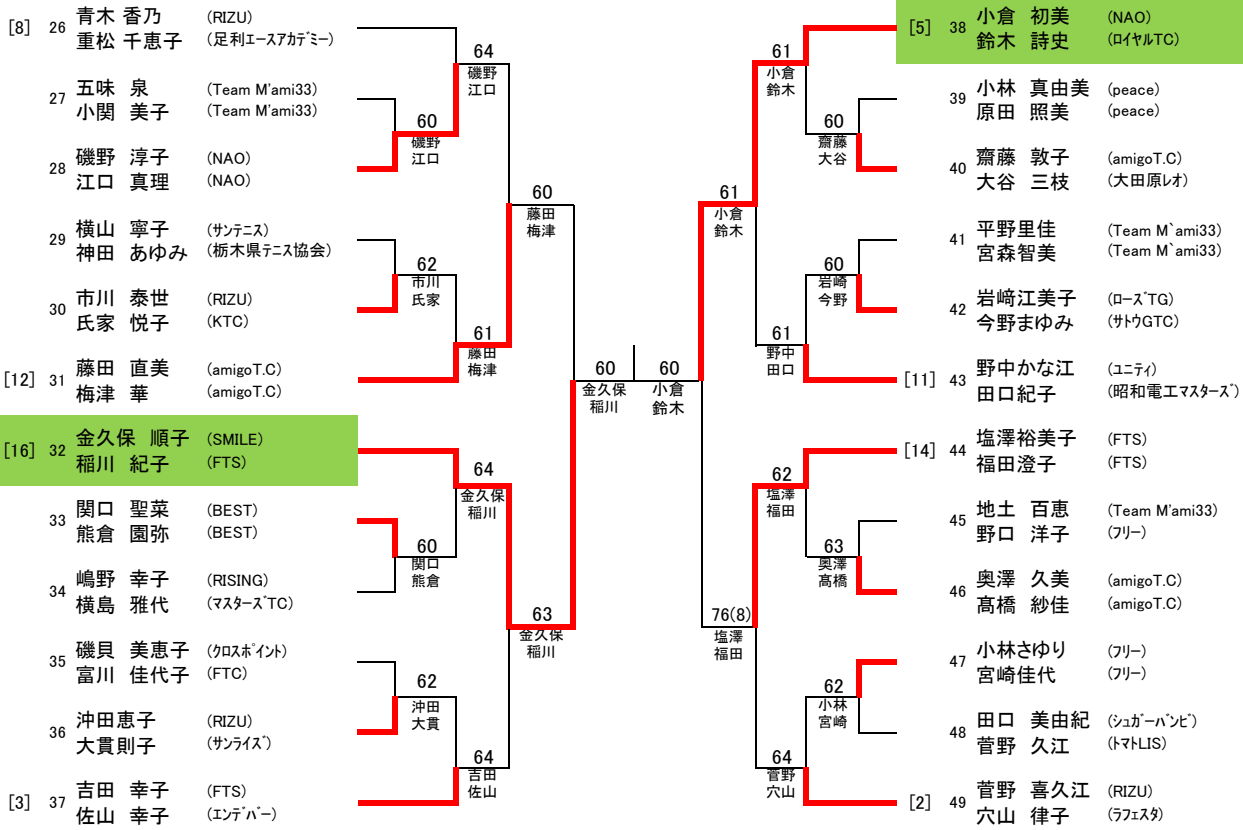 [8] 26 青木 香乃 (RIZU)
重松 千恵子 (足利エースアカデミー)
27 五味 泉 (Team M'ami33)
小関 美子 (Team M'ami33)
28 磯野 淳子 (NAO)
江口 真理 (NAO)
29 横山 寧子 (サンテニス)
神田 あゆみ (栃木県テニス協会)
30 市川 泰世 (RIZU)
氏家 悦子 (KTC)
[12] 31 藤田 直美 (amigoT.C)
梅津 華 (amigoT.C)
[16] 32 金久保 順子 (SMILE)
稲川 紀子 (FTS)
33 関口 聖菜 (BEST)
熊倉 園弥 (BEST)
34 嶋野 幸子 (RISING)
横島 雅代 (マスターズTC)
35 磯貝 美恵子 (クロスポイント)
富川 佳代子 (FTC)
36 沖田恵子 (RIZU)
大貫則子 (サンライズ)
[3] 37 吉田 幸子 (FTS)
佐山 幸子 (エンデバー)
64
磯野
江口
60
磯野
江口
62
市川
氏家
61
藤田
梅津
60
藤田
梅津
64
金久保
稲川
60
関口
熊倉
62
沖田
大貫
64
吉田
佐山
63
金久保
稲川
60
金久保
稲川
60
小倉
鈴木
61
小倉
鈴木
60
齋藤
大谷
61
小倉
鈴木
60
岩崎
今野
61
野中
田口
62
塩澤
福田
63
奥澤
髙橋
76(8)
塩澤
福田
62
小林
宮崎
64
菅野
穴山
[5] 38 小倉 初美 (NAO)
鈴木 詩史 (ロイヤルTC)
39 小林 真由美 (peace)
原田 照美 (peace)
40 齋藤 敦子 (amigoT.C)
大谷 三枝 (大田原レオ)
41 平野里佳 (Team M`ami33)
宮森智美 (Team M`ami33)
42 岩﨑江美子 (ローズTG)
今野まゆみ (サトウGTC)
[11] 43 野中かな江 (ユニティ)
田口紀子 (昭和電工マスターズ)
[14] 44 塩澤裕美子 (FTS)
福田澄子 (FTS)
45 地土 百恵 (Team M'ami33)
野口 洋子 (フリー)
46 奥澤 久美 (amigoT.C)
髙橋 紗佳 (amigoT.C)
47 小林さゆり (フリー)
宮崎佳代 (フリー)
48 田口 美由紀 (シュガーバンビ)
菅野 久江 (トマトLIS)
[2] 49 菅野 喜久江 (RIZU)
穴山 律子 (ラフェスタ)